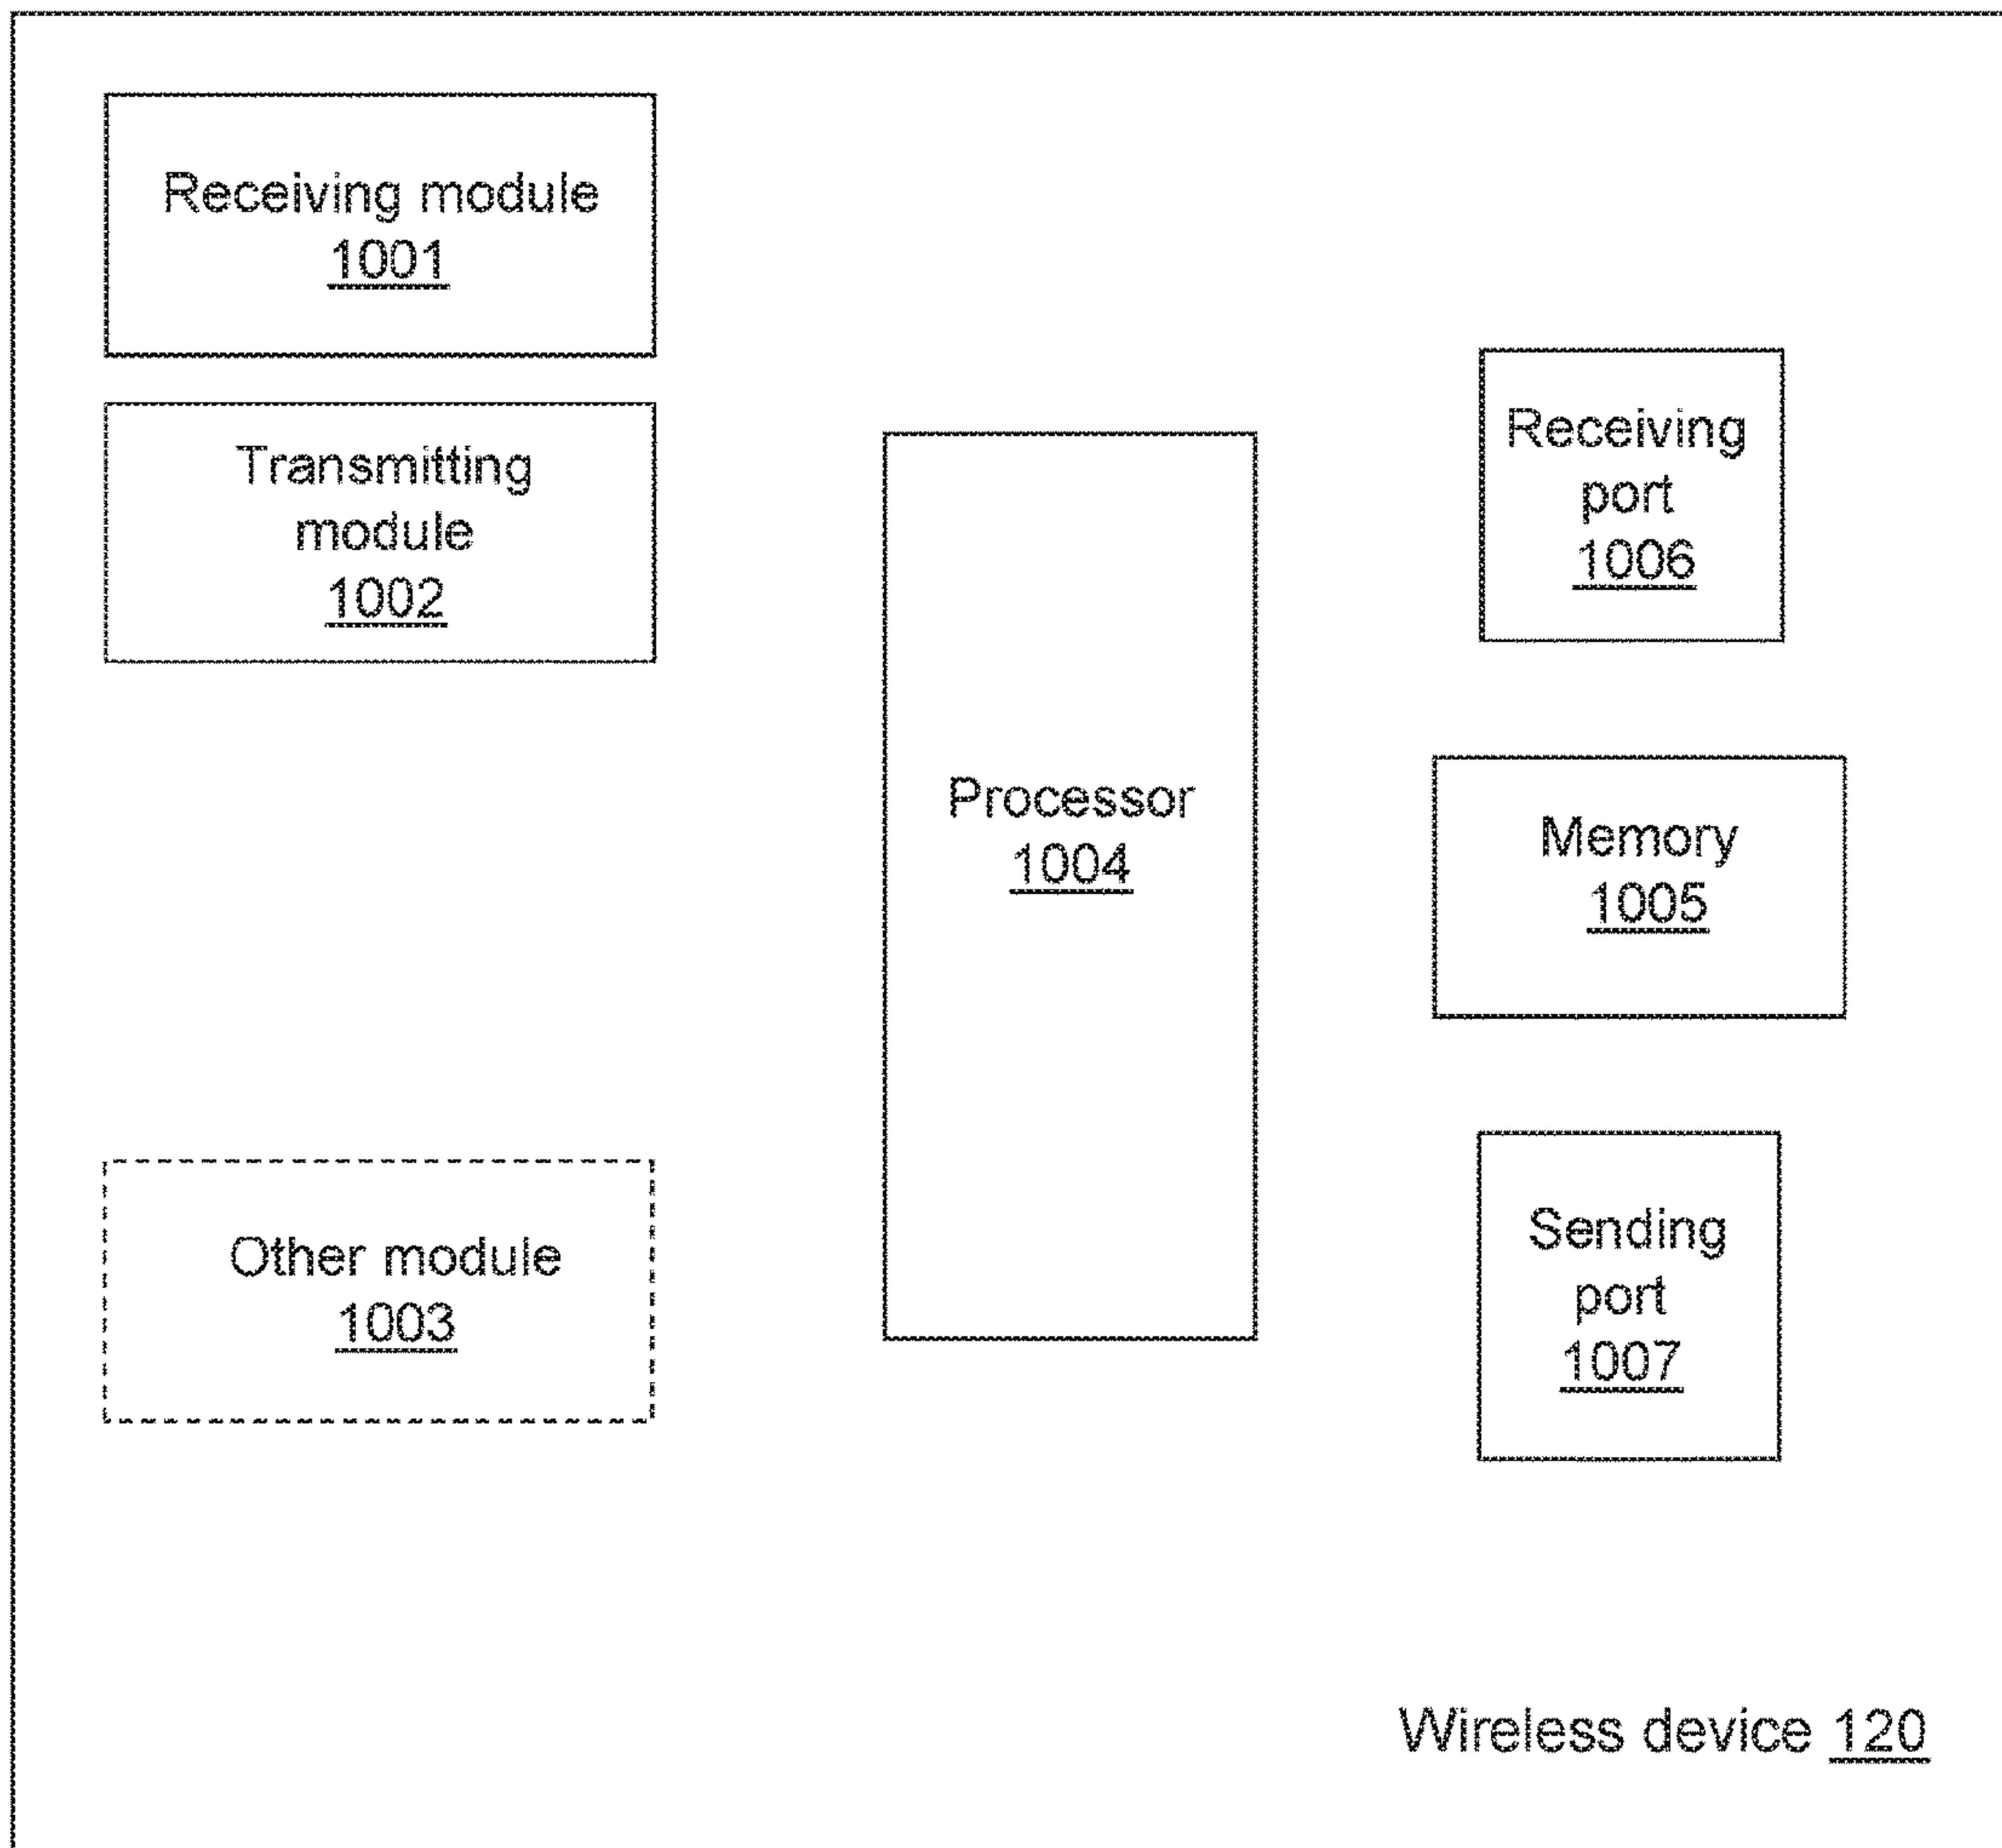 Receiving module
1001
Transmitting
module
1002
Other module
1003
Processor
1004
Receiving
port
1006
Memory
1005
Sending
port
1007
Wireless device 120